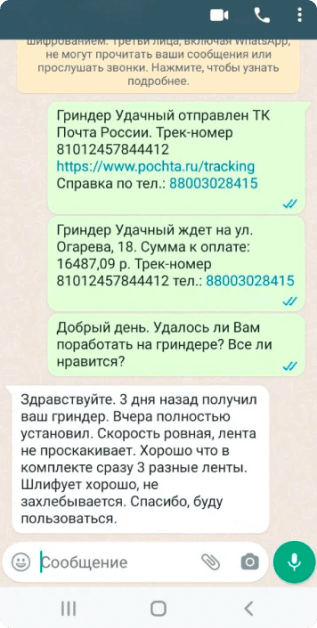 шифрованием. Третьи лица, включая WhatsApp,
не могут прочитать ваши сообщения или
прослушать звонки. Нажмите, чтобы узнать
подробнее.
Гриндер Удачный отправлен ТК
Почта России. Трек-номер
81012457844412
https://www.pochta.ru/tracking
Справка по тел.: 88003028415
Гриндер Удачный ждет на ул.
Огарева, 18. Сумма к оплате:
16487,09 р. Трек-номер
81012457844412 тел.: 88003028415
Добрый день. Удалось ли Вам
поработать на гриндере? Все ли
нравится?
Здравствуйте. 3 дня назад получил
ваш гриндер. Вчера полностью
установил. Скорость ровная, лента
не проскакивает. Хорошо что в
комплекте сразу 3 разные ленты.
Шлифует хорошо, не
захлебывается. Спасибо, буду
пользоваться.
Сообщение